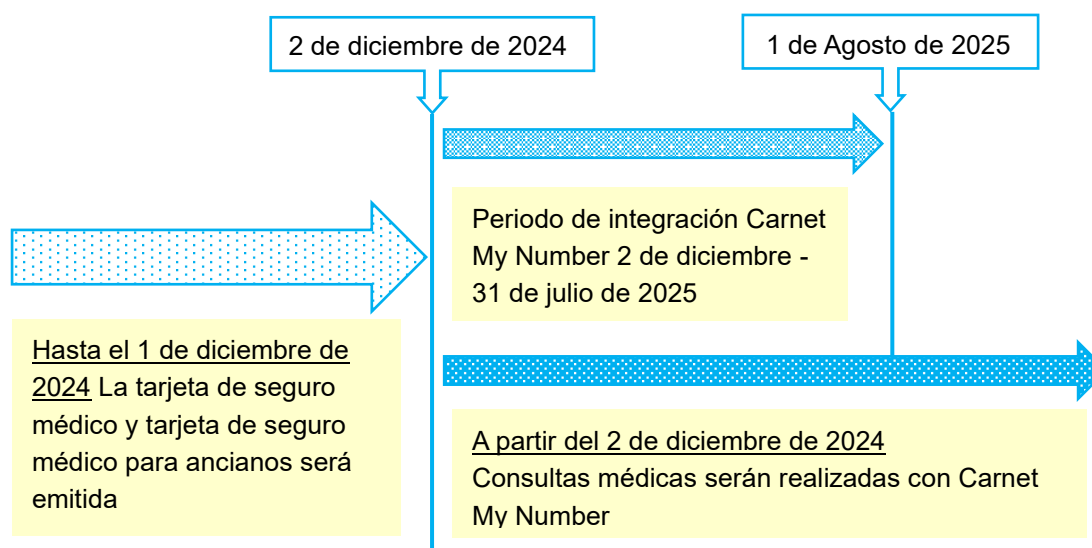 2 de diciembre de 2024
1 de Agosto de 2025
Periodo de integración Carnet
My Number 2 de diciembre -
31 de julio de 2025
Hasta el 1 de diciembre de
2024 La tarjeta de seguro
médico y tarjeta de seguro
médico para ancianos será
emitida
A partir del 2 de diciembre de 2024
Consultas médicas serán realizadas con Carnet
My Number